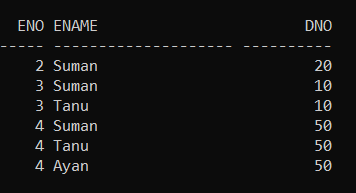 ENO ENAME DNO
----- -------------------- ----------
2 Suman 20
3 Suman 10
3 Tanu 10
4 Suman 50
4 Tanu 50
4 Ayan 50